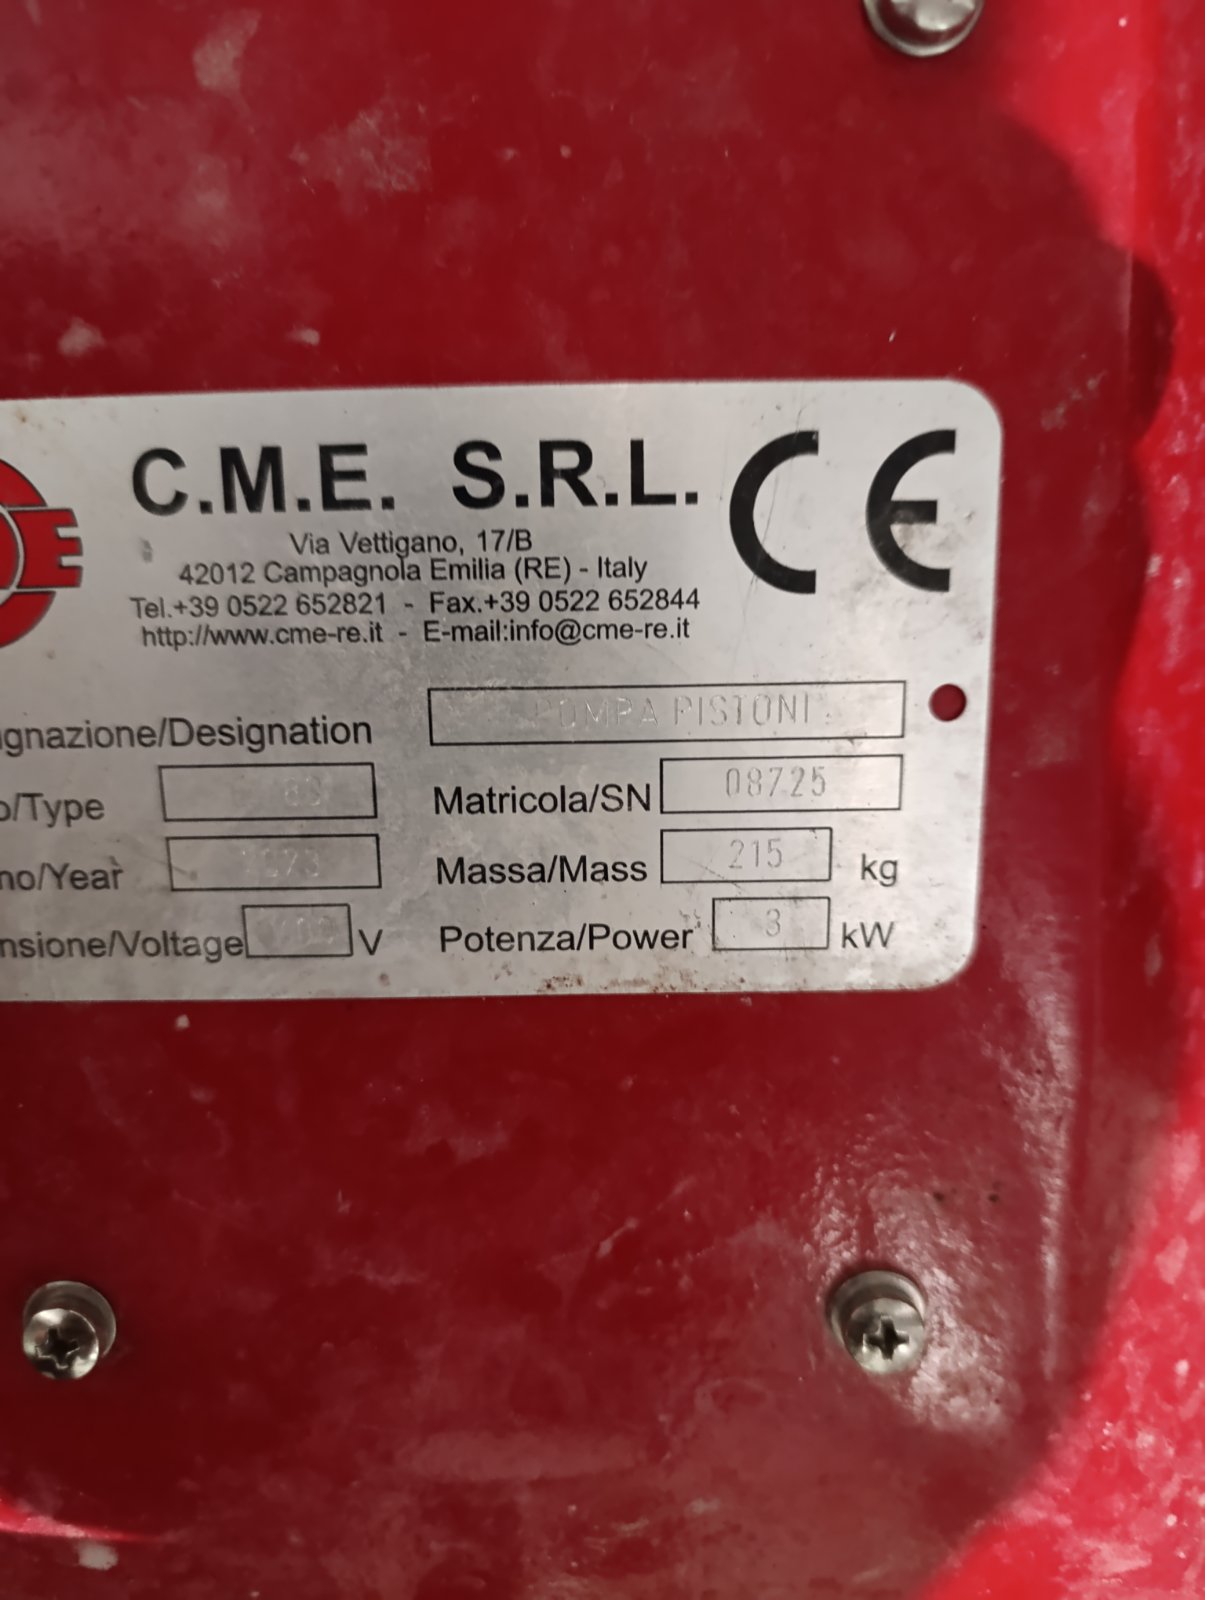 C.M.E. S.R.L. CE
Via Vettigano, 17/B
42012 Campagnola Emilia (RE) - Italy
Tel.+39 0522 652821 - Fax.+39 0522 652844
http://www.cme-re.it - E-mail:info@cme-re.it
gnazione/Designation POMPA PISTONI
o/Type
Matricola/SN 08725
no/Year
Massa/Mass 215 kg
nsione/Voltage V
Potenza/Power 3 kW